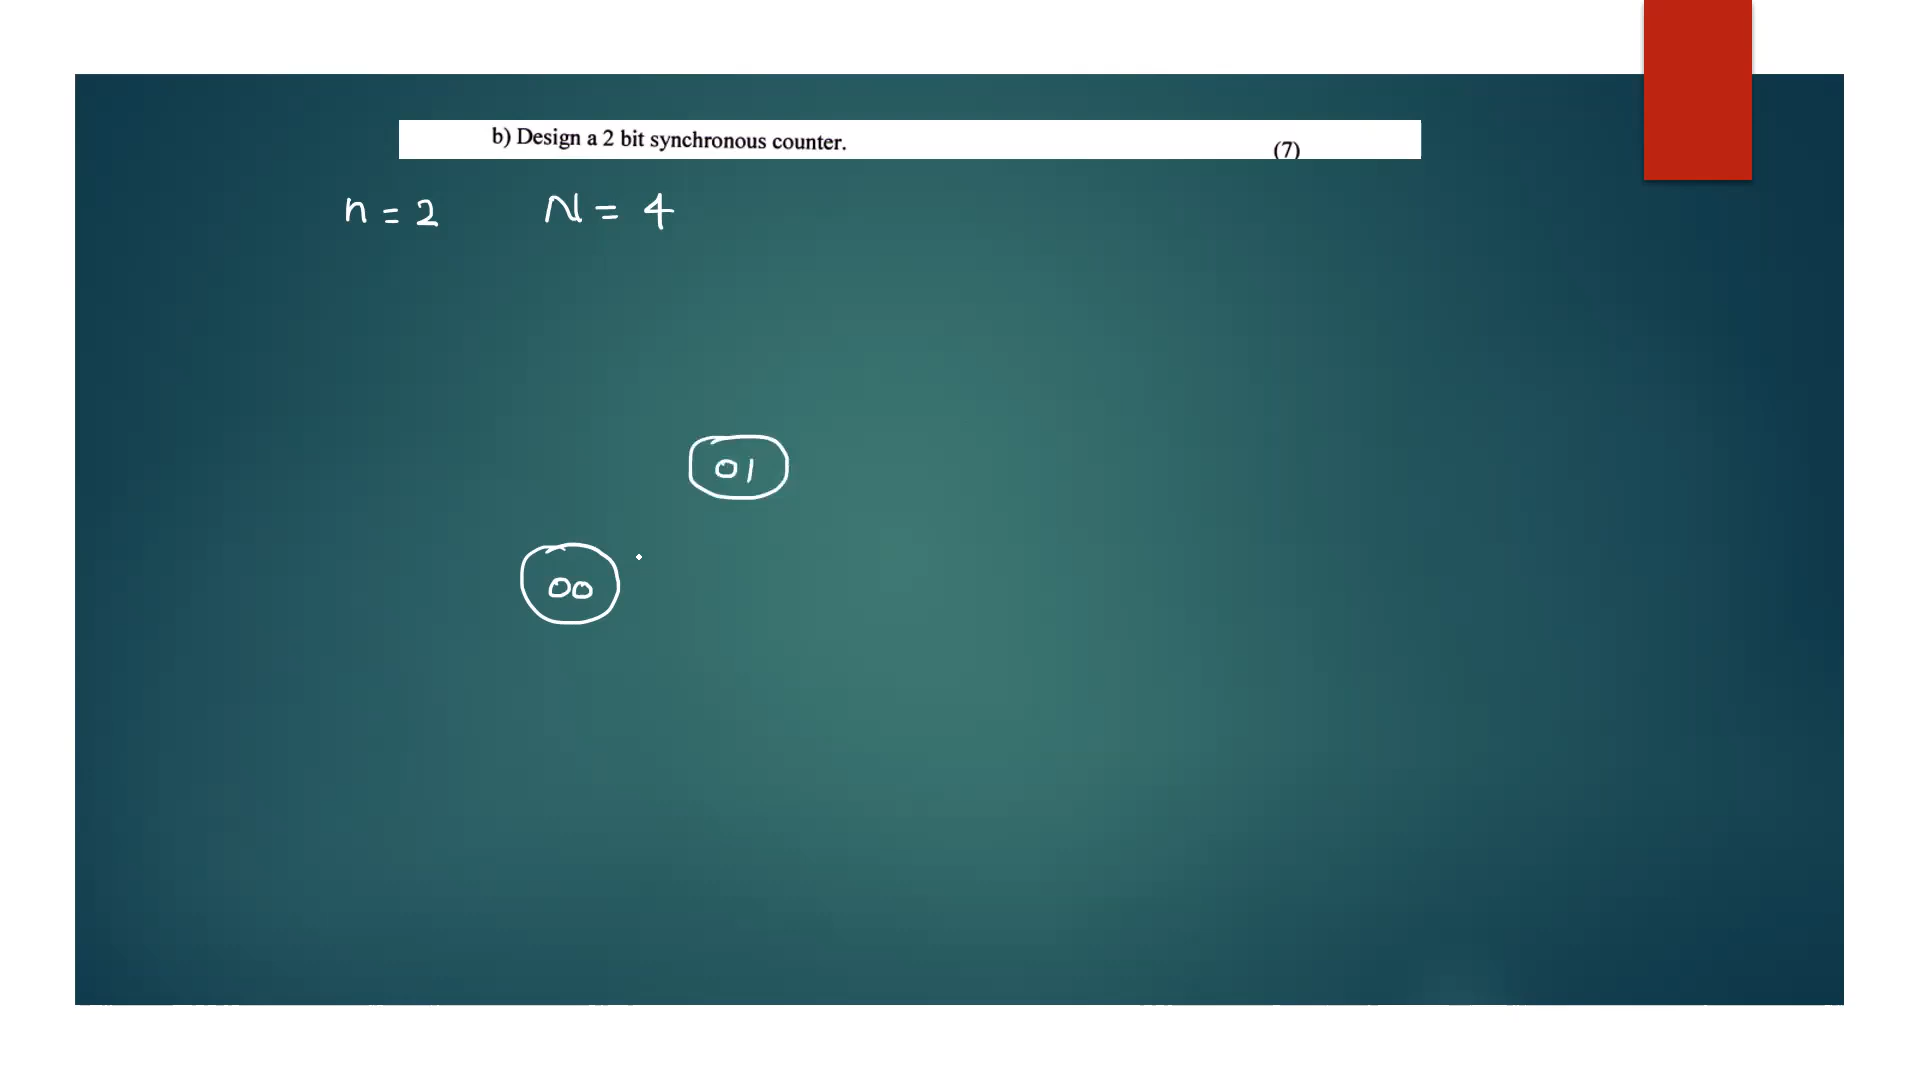 b) Design a 2 bit synchronous counter. (7)
n = 2 N = 4
01
00